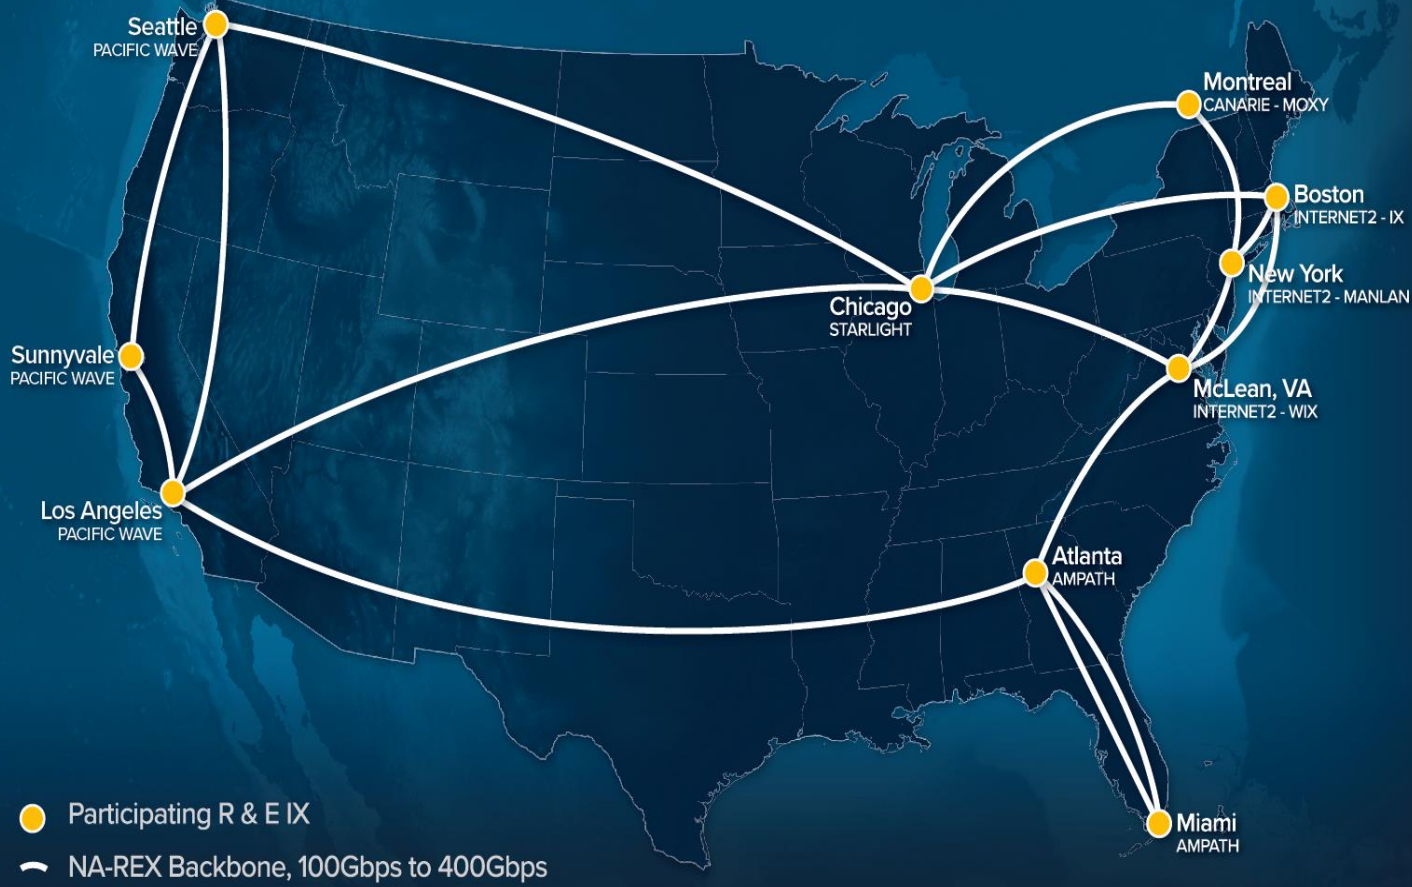 Seattle
PACIFIC WAVE
Montreal
CANARIE - MOXY
Boston
INTERNET2 - IX
New York
INTERNET2 - MANLAN
Chicago
STARLIGHT
Sunnyvale
PACIFIC WAVE
McLean, VA
INTERNET2 - WIX
Los Angeles
PACIFIC WAVE
Atlanta
AMPATH
Miami
AMPATH
Participating R & E IX
NA-REX Backbone, 100Gbps to 400Gbps